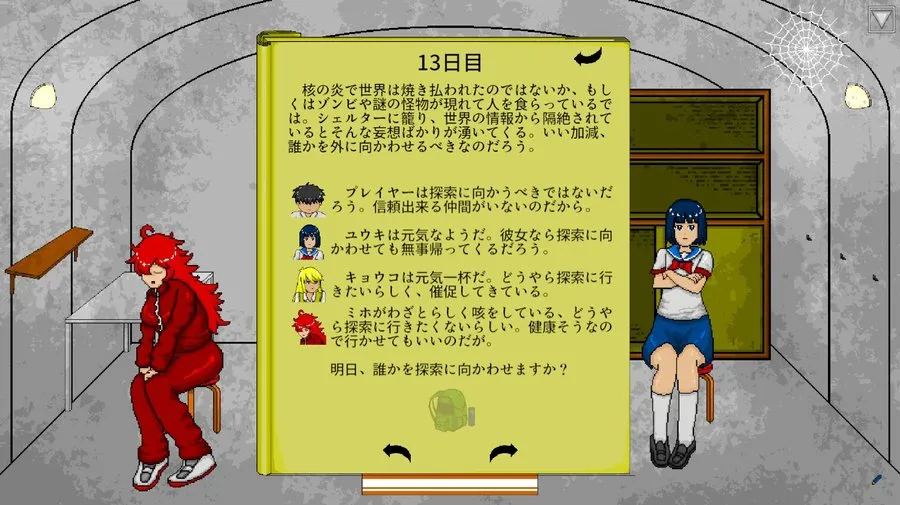 13日目
核の炎で世界は焼き払われたのではないか、もし
くはゾンビや謎の怪物が現れて人を食らっているで
は。シェルターに籠り、世界の情報から隔絶されて
いるとそんな妄想ばかりが湧いてくる。いい加減、
誰かを外に向かわせるべきなのだろう。
プレイヤーは探索に向かうべきではないだ
ろう。信頼出来る仲間がいないのだから。
ユウキは元気なようだ。彼女なら探索に向
かわせても無事帰ってくるだろう。
キョウコは元気一杯だ。どうやら探索に行
きたいらしく、催促してきている。
ミホがわざとらしく咳をしている、どうや
ら探索に行きたくないらしい。健康そうなの
で行かせてもいいのだが。
明日、誰かを探索に向かわせますか？